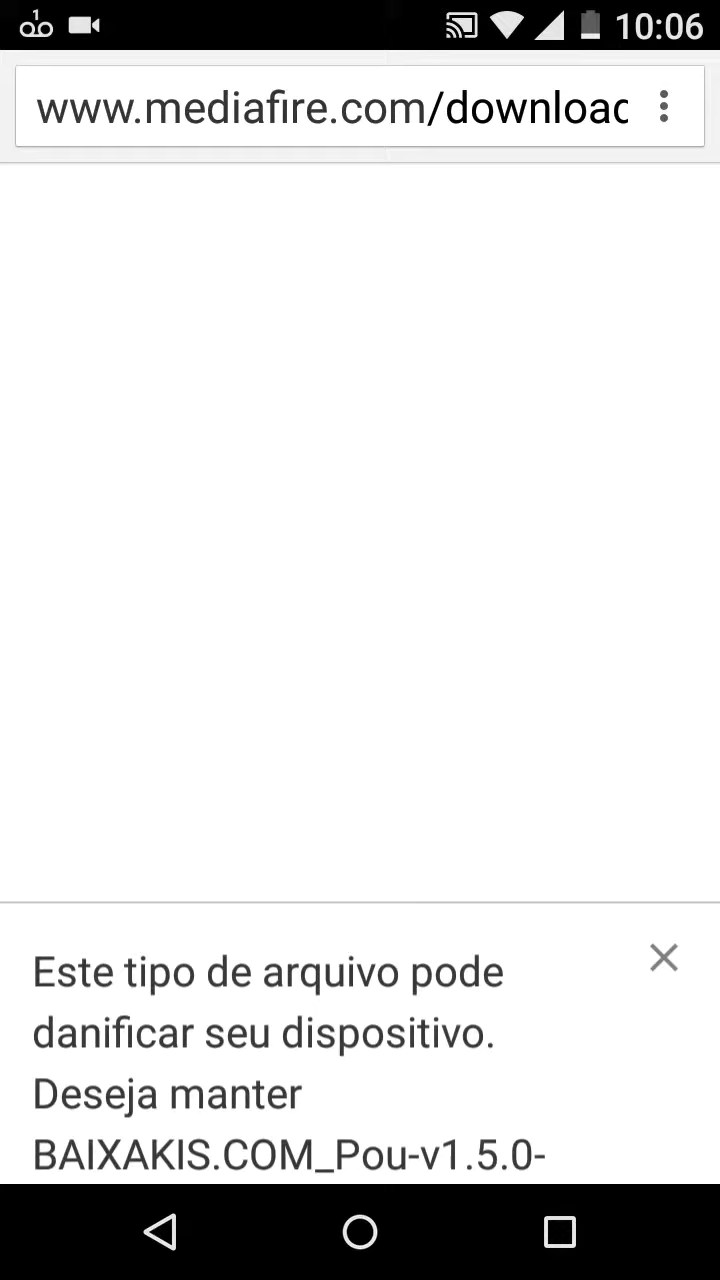 1
10:06
www.mediafire.com/downloac
Este tipo de arquivo pode
danificar seu dispositivo.
Deseja manter
BAIXAKIS.COM_Pou-v1.5.0-